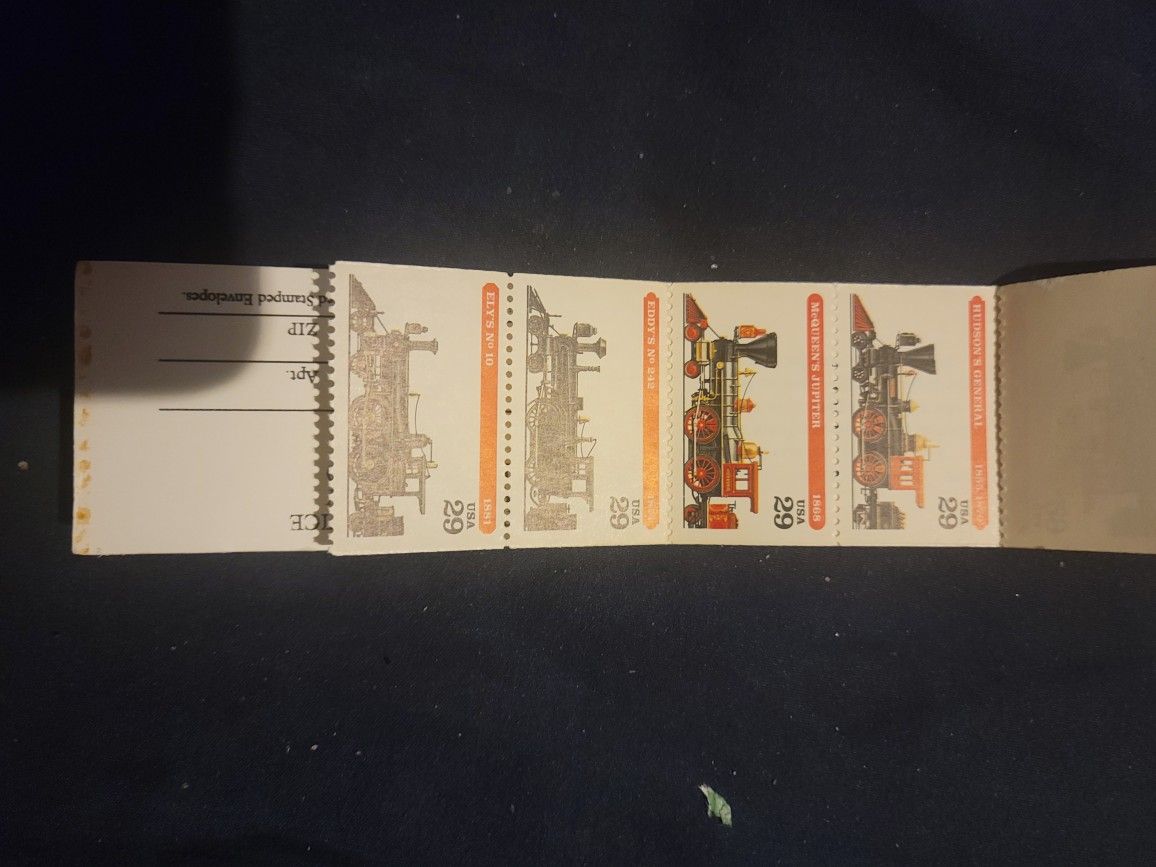 ICE
Apt.
ZIP
d Stamped Envelopes.
ELY'S Nº 10 1881
USA
29
EDDY'S Nº 242
USA
29
McQUEEN'S JUPITER 1868
USA
29
HUDSON'S GENERAL
USA
29